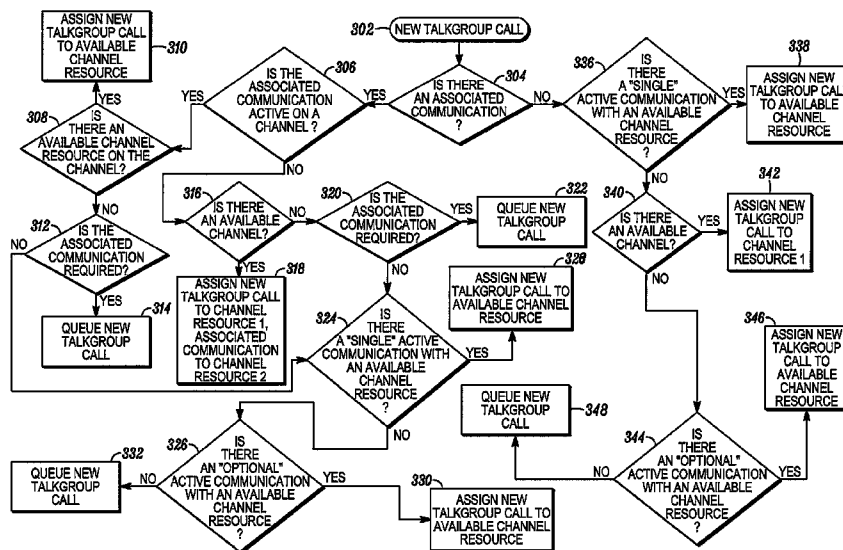 302
NEW TALKGROUP CALL
304
IS THERE
AN ASSOCIATED
COMMUNICATION
?
YES
NO
306
IS THE
ASSOCIATED
COMMUNICATION
ACTIVE ON A
CHANNEL ?
YES
NO
308
IS
THERE AN
AVAILABLE CHANNEL
RESOURCE ON THE
CHANNEL?
YES
NO
310
ASSIGN NEW
TALKGROUP CALL
TO AVAILABLE
CHANNEL
RESOURCE
312
IS THE
ASSOCIATED
COMMUNICATION
REQUIRED?
NO
YES
314
QUEUE NEW
TALKGROUP
CALL
316
IS THERE
AN AVAILABLE
CHANNEL?
NO
YES
318
ASSIGN NEW
TALKGROUP CALL
TO CHANNEL
RESOURCE 1,
ASSOCIATED
COMMUNICATION
TO CHANNEL
RESOURCE 2
320
IS THE
ASSOCIATED
COMMUNICATION
REQUIRED?
YES
NO
322
QUEUE NEW
TALKGROUP
CALL
324
IS
THERE
A "SINGLE" ACTIVE
COMMUNICATION WITH
AN AVAILABLE
CHANNEL
RESOURCE
?
YES
NO
328
ASSIGN NEW
TALKGROUP CALL TO
AVAILABLE CHANNEL
RESOURCE
326
IS
THERE
AN "OPTIONAL"
ACTIVE COMMUNICATION
WITH AN AVAILABLE
CHANNEL
RESOURCE
?
NO
YES
332
QUEUE NEW
TALKGROUP
CALL
330
ASSIGN NEW
TALKGROUP CALL TO
AVAILABLE CHANNEL
RESOURCE
336
IS
THERE
A "SINGLE"
ACTIVE COMMUNICATION
WITH AN AVAILABLE
CHANNEL
RESOURCE
?
YES
NO
338
ASSIGN NEW
TALKGROUP CALL
TO AVAILABLE
CHANNEL
RESOURCE
340
IS THERE
AN AVAILABLE
CHANNEL?
YES
NO
342
ASSIGN NEW
TALKGROUP
CALL TO
CHANNEL
RESOURCE 1
344
IS
THERE
AN "OPTIONAL"
ACTIVE COMMUNICATION
WITH AN AVAILABLE
CHANNEL
RESOURCE
?
NO
YES
346
ASSIGN NEW
TALKGROUP
CALL TO
AVAILABLE
CHANNEL
RESOURCE
348
QUEUE NEW
TALKGROUP
CALL